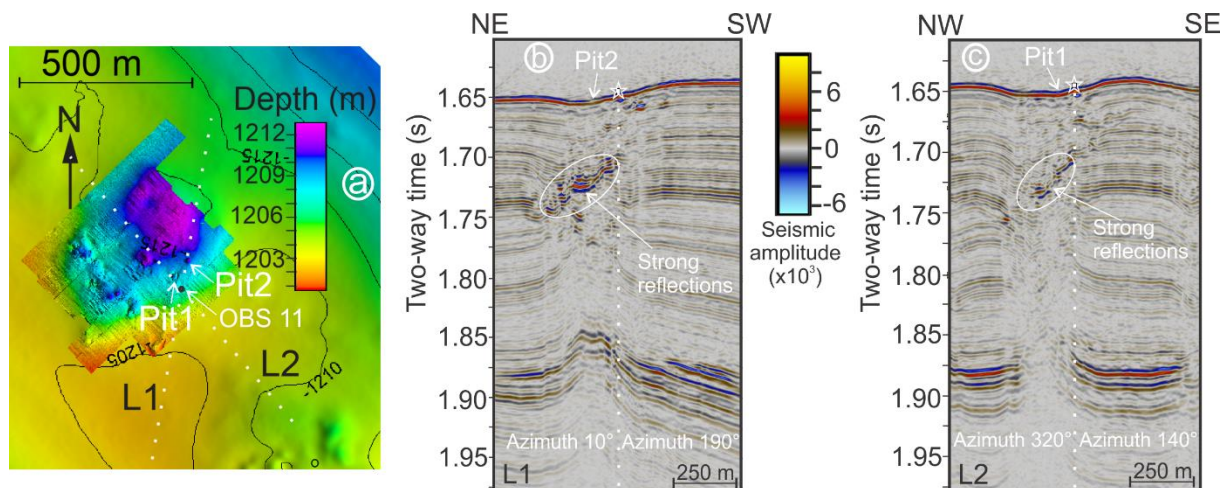 500 m
N
Depth (m)
1212
1209
1206
1203
ⓐ
-1215
-1215
Pit2
Pit1
OBS 11
-1205
L1
L2
-1210
NE
SW
ⓑ
Pit2
Two-way time (s)
1.65
1.70
1.75
1.80
1.85
1.90
1.95
Strong
reflections
Azimuth 10°
Azimuth 190°
L1
250 m
6
3
0
-3
-6
Seismic
amplitude
(x10³)
NW
SE
ⓒ
Pit1
Two-way time (s)
1.65
1.70
1.75
1.80
1.85
1.90
1.95
Strong
reflections
Azimuth 320°
Azimuth 140°
L2
250 m